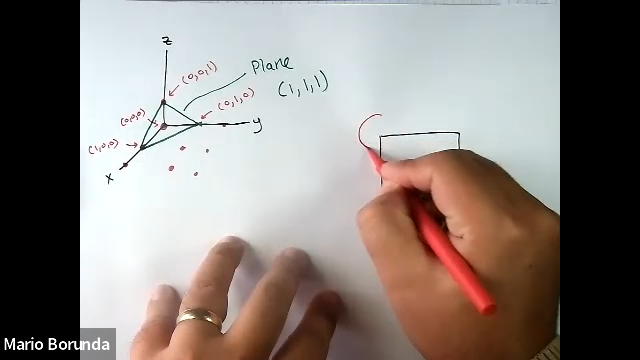 z
(0,0,1)
Plane
(1,1,1)
(0,1,0)
(0,0,0)
y
(1,0,0)
x
Mario Borunda